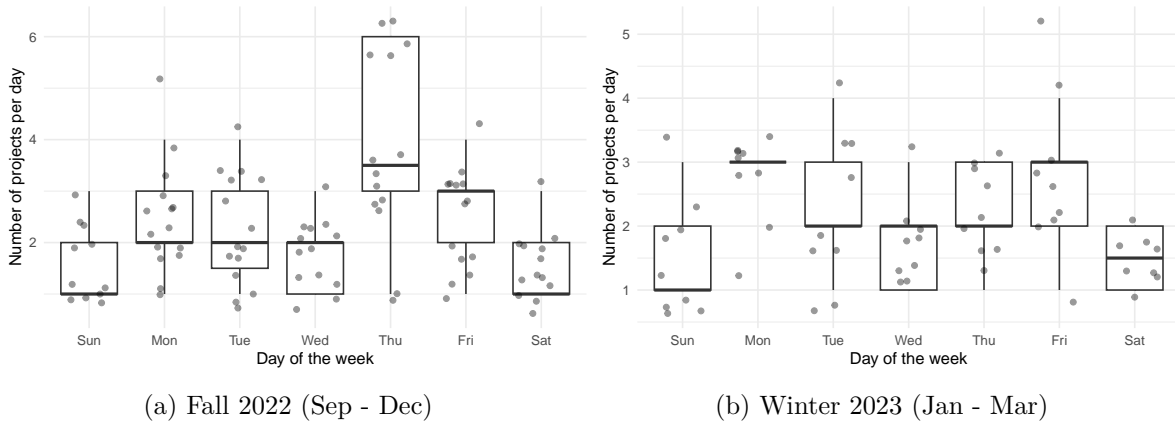 Number of projects per day
6
4
2
Sun Mon Tue Wed Thu Fri Sat
Day of the week
(a) Fall 2022 (Sep - Dec)
Number of projects per day
5
4
3
2
1
Sun Mon Tue Wed Thu Fri Sat
Day of the week
(b) Winter 2023 (Jan - Mar)